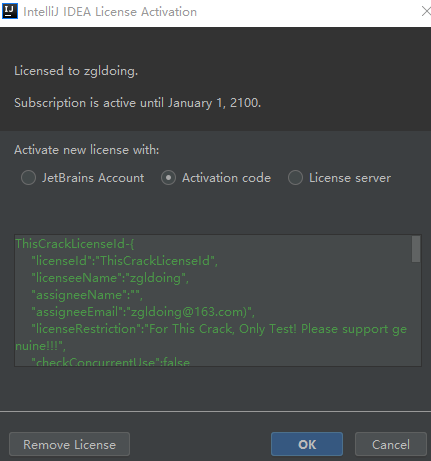 IntelliJ IDEA License Activation
Licensed to zgldoing.
Subscription is active until January 1, 2100.
Activate new license with:
JetBrains Account Activation code License server
ThisCrackLicenseId-{
"licenseId":"ThisCrackLicenseId",
"licenseeName":"zgldoing",
"assigneeName":"",
"assigneeEmail":"zgldoing@163.com)",
"licenseRestriction":"For This Crack, Only Test! Please support ge
nuine!!!",
"checkConcurrentUse":false
Remove License OK Cancel